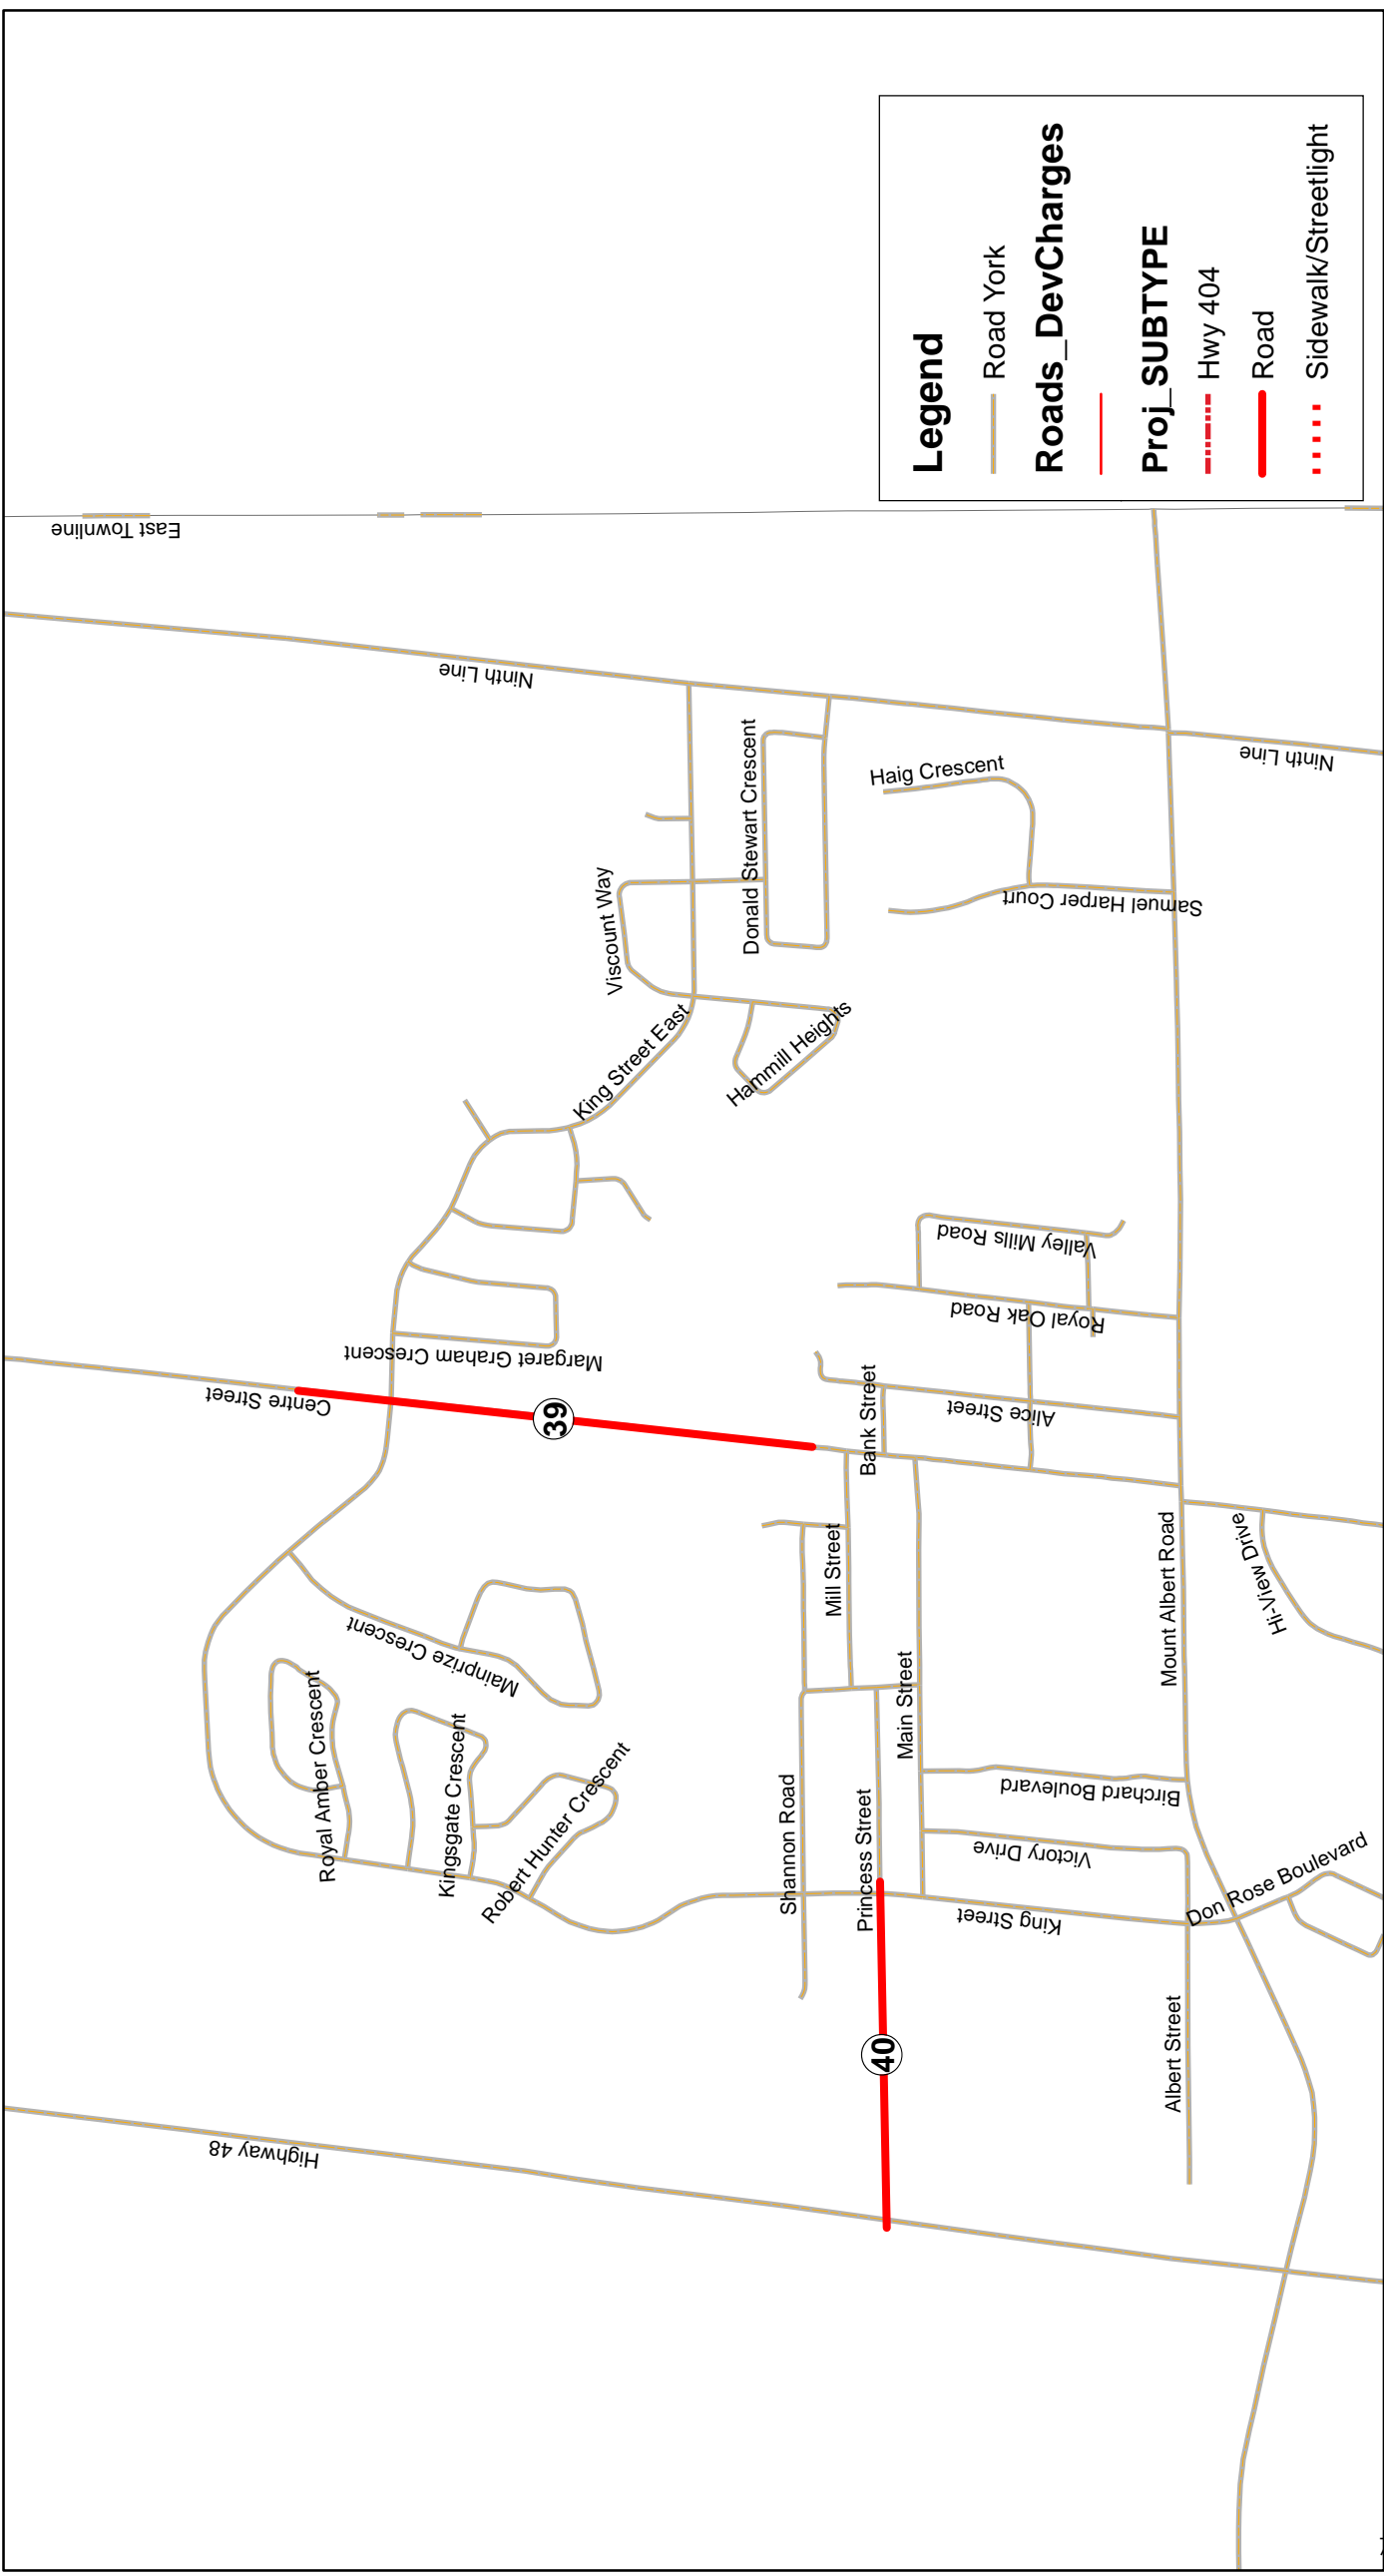 Legend
Road York
Roads_DevCharges
Proj_SUBTYPE
Hwy 404
Road
Sidewalk/Streetlight
East Townline
Ninth Line
Ninth Line
Donald Stewart Crescent
Haig Crescent
Samuel Harper Court
Viscount Way
King Street East
Hammill Heights
Valley Mills Road
Royal Oak Road
Margaret Graham Crescent
Centre Street
39
Bank Street
Alice Street
Mill Street
Mount Albert Road
Hi-View Drive
Mainprize Crescent
Main Street
Royal Amber Crescent
Kingsgate Crescent
Robert Hunter Crescent
Shannon Road
Princess Street
Birchard Boulevard
Victory Drive
King Street
Don Rose Boulevard
Albert Street
40
Highway 48